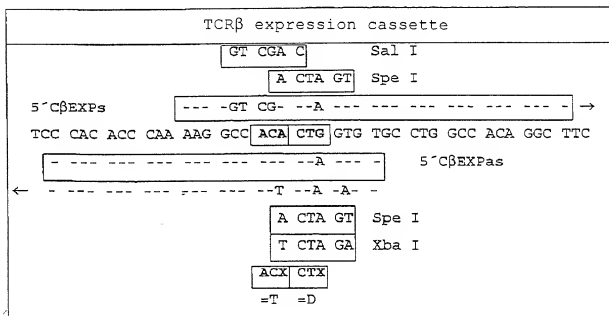 TCRβ expression cassette
GT CGA C Sal I
A CTA GT Spe I
5´CβEXPs --- -GT CG- --A --- --- --- --- --- --- --- →
TCC CAC ACC CAA AAG GCC ACA CTG GTG TGC CTG GCC ACA GGC TTC
- --- --- --- --- --- --- --A --- - 5´CβEXPas
← - --- --- --- --- --- --T --A -A- -
A CTA GT Spe I
T CTA GA Xba I
ACX CTX
=T =D